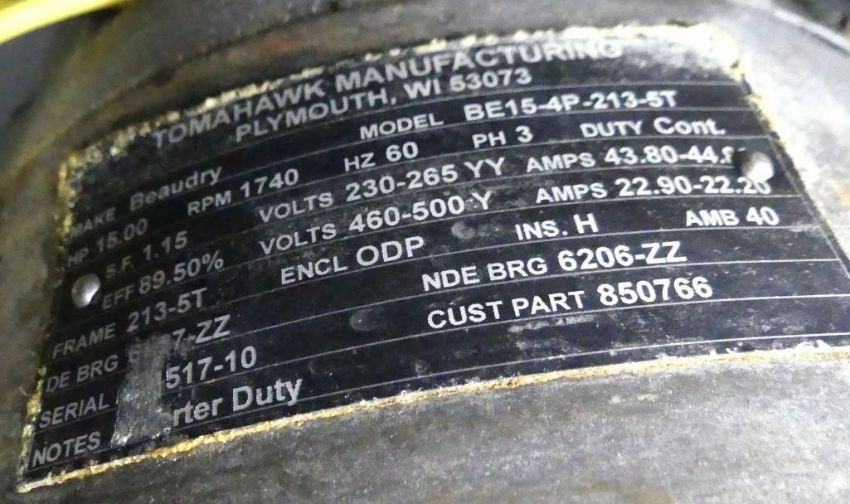 TOMAHAWK MANUFACTURING
PLYMOUTH, WI 53073
MAKE Beaudry MODEL BE15-4P-213-5T
HP 15.00 RPM 1740 HZ 60 PH 3 DUTY Cont.
S.F. 1.15 VOLTS 230-265 YY AMPS 43.80-44.
EFF 89.50% VOLTS 460-500 Y AMPS 22.90-22.20
FRAME 213-5T ENCL ODP INS. H AMB 40
DE BRG 7-ZZ NDE BRG 6206-ZZ
SERIAL 517-10 CUST PART 850766
NOTES rter Duty